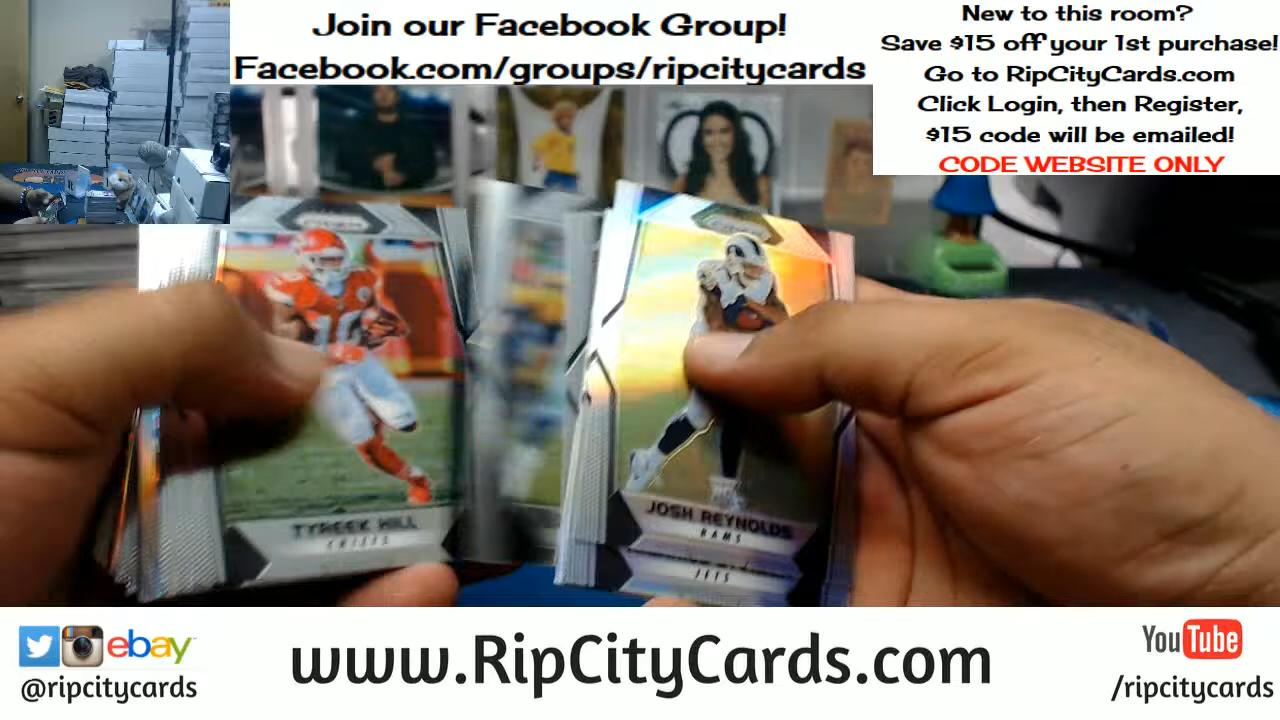 Join our Facebook Group!
Facebook.com/groups/ripcitycards
New to this room?
Save $15 off your 1st purchase!
Go to RipCityCards.com
Click Login, then Register,
$15 code will be emailed!
CODE WEBSITE ONLY
TYREEK HILL
CHIEFS
JOSH REYNOLDS
RAMS
JETS
ebay
@ripcitycards
www.RipCityCards.com
YouTube
/ripcitycards